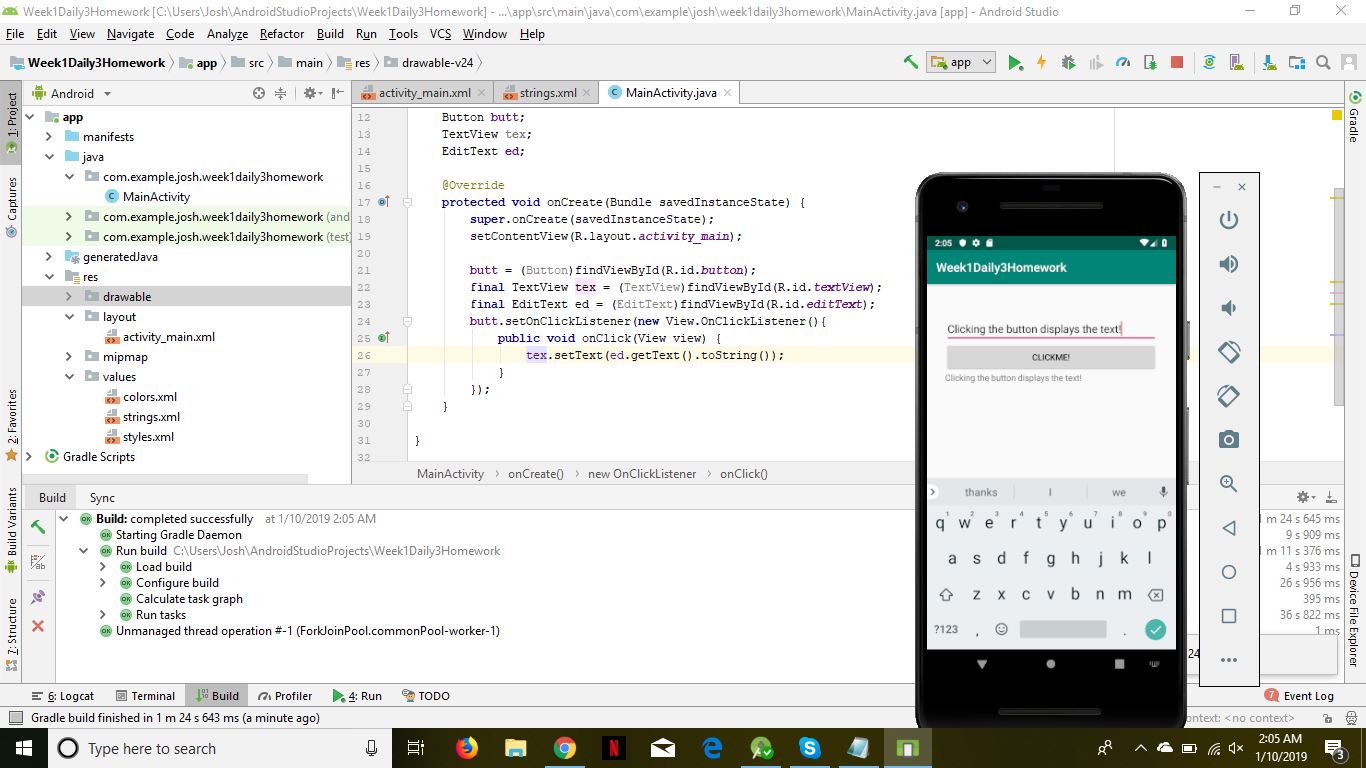 Week1Daily3Homework [C:\Users\Josh\AndroidStudioProjects\Week1Daily3Homework] - ...\app\src\main\java\com\example\josh\week1daily3homework\MainActivity.java [app] - Android Studio
File Edit View Navigate Code Analyze Refactor Build Run Tools VCS Window Help
Week1Daily3Homework app src main res drawable-v24
app
Android
activity_main.xml strings.xml MainActivity.java
1: Project
Captures
2: Favorites
Build Variants
7: Structure
app
manifests
java
com.example.josh.week1daily3homework
MainActivity
com.example.josh.week1daily3homework (and
com.example.josh.week1daily3homework (test)
generatedJava
res
drawable
layout
activity_main.xml
mipmap
values
colors.xml
strings.xml
styles.xml
Gradle Scripts
12 Button butt;
13 TextView tex;
14 EditText ed;
15
16 @Override
17 protected void onCreate(Bundle savedInstanceState) {
18 super.onCreate(savedInstanceState);
19 setContentView(R.layout.activity_main);
20
21 butt = (Button)findViewById(R.id.button);
22 final TextView tex = (TextView)findViewById(R.id.textView);
23 final EditText ed = (EditText)findViewById(R.id.editText);
24 butt.setOnClickListener(new View.OnClickListener(){
25 public void onClick(View view) {
26 tex.setText(ed.getText().toString());
27 }
28 });
29 }
30
31 }
32
MainActivity onCreate() new OnClickListener onClick()
Gradle
Device File Explorer
2:05
Week1Daily3Homework
Clicking the button displays the text!
CLICKME!
Clicking the button displays the text!
thanks I we
1 2 3 4 5 6 7 8 9 0
q w e r t y u i o p
a s d f g h j k l
z x c v b n m
?123 , .
Build Sync
Build: completed successfully at 1/10/2019 2:05 AM
Starting Gradle Daemon
Run build C:\Users\Josh\AndroidStudioProjects\Week1Daily3Homework
Load build
Configure build
Calculate task graph
Run tasks
Unmanaged thread operation #-1 (ForkJoinPool.commonPool-worker-1)
1 m 24 s 645 ms
9 s 909 ms
1 m 11 s 376 ms
4 s 933 ms
26 s 956 ms
395 ms
36 s 822 ms
1 ms
24
6: Logcat Terminal Build Profiler 4: Run TODO
7 Event Log
Gradle build finished in 1 m 24 s 643 ms (a minute ago)
ontext: <no context>
Type here to search
2:05 AM
1/10/2019
3